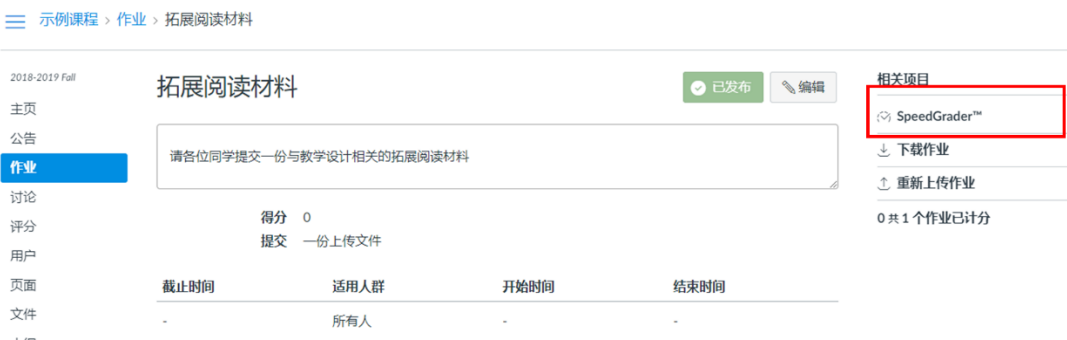 示例课程 › 作业 › 拓展阅读材料
2018-2019 Fall
主页
公告
作业
讨论
评分
用户
页面
文件
拓展阅读材料
已发布
编辑
请各位同学提交一份与教学设计相关的拓展阅读材料
得分 0
提交 一份上传文件
截止时间 适用人群 开始时间 结束时间
- 所有人 - -
相关项目
SpeedGrader™
下载作业
重新上传作业
0 共 1 个作业已计分